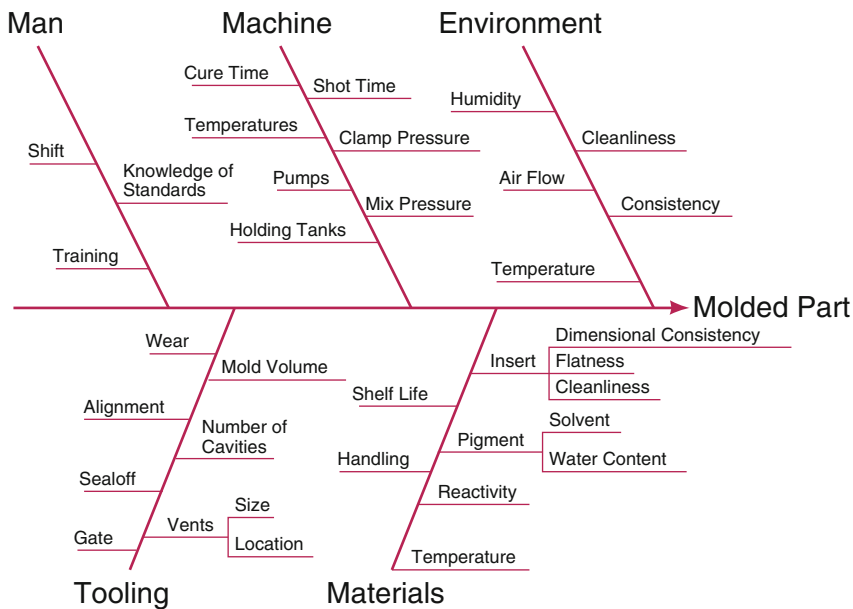 Man
Machine
Environment
Cure Time
Shot Time
Humidity
Temperatures
Clamp Pressure
Cleanliness
Shift
Knowledge of
Standards
Pumps
Air Flow
Mix Pressure
Consistency
Holding Tanks
Training
Temperature
Molded Part
Wear
Mold Volume
Alignment
Number of
Cavities
Sealoff
Vents
Size
Location
Gate
Tooling
Dimensional Consistency
Insert
Flatness
Cleanliness
Shelf Life
Solvent
Pigment
Water Content
Handling
Reactivity
Temperature
Materials